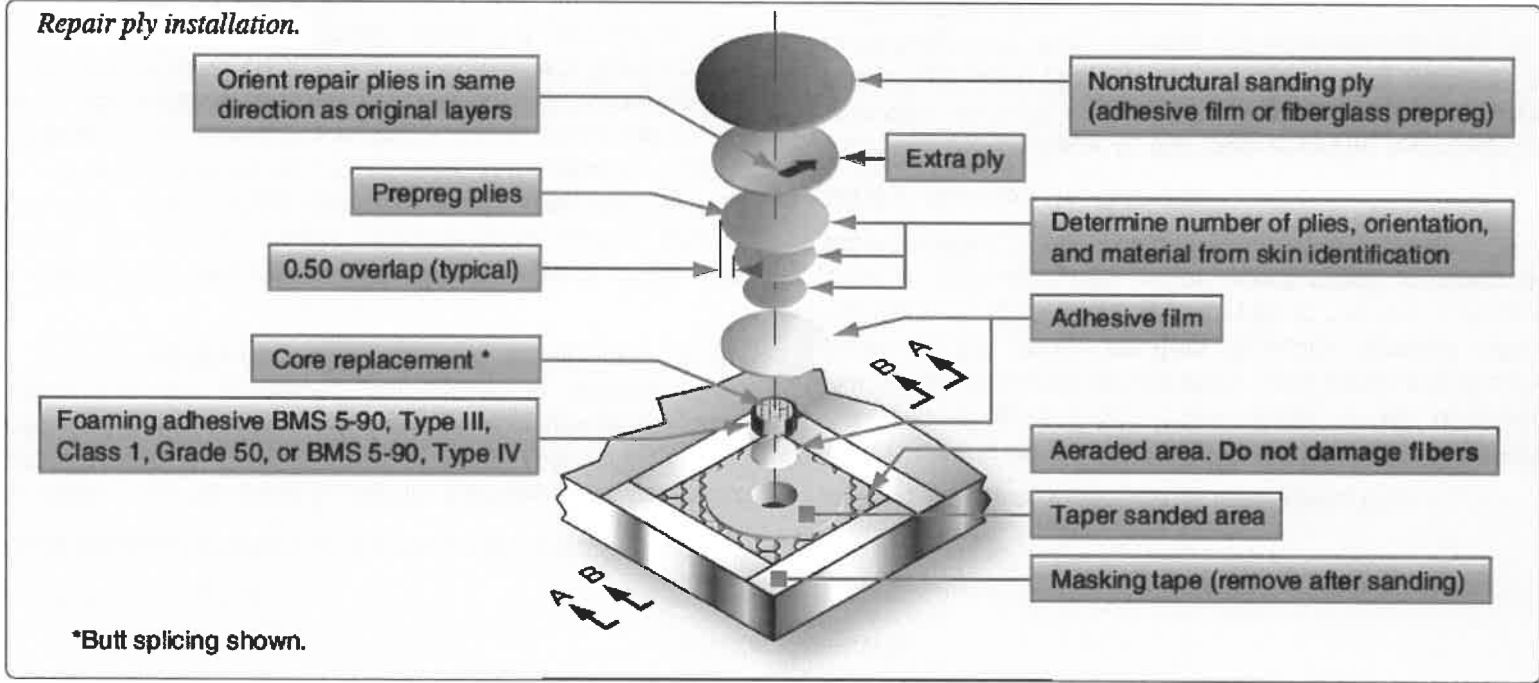 Repair ply installation.
Orient repair plies in same
direction as original layers
Nonstructural sanding ply
(adhesive film or fiberglass prepreg)
Extra ply
Prepreg plies
Determine number of plies, orientation,
and material from skin identification
0.50 overlap (typical)
Adhesive film
Core replacement *
B A
Foaming adhesive BMS 5-90, Type III,
Class 1, Grade 50, or BMS 5-90, Type IV
Aeraded area. Do not damage fibers
Taper sanded area
Masking tape (remove after sanding)
A B
*Butt splicing shown.